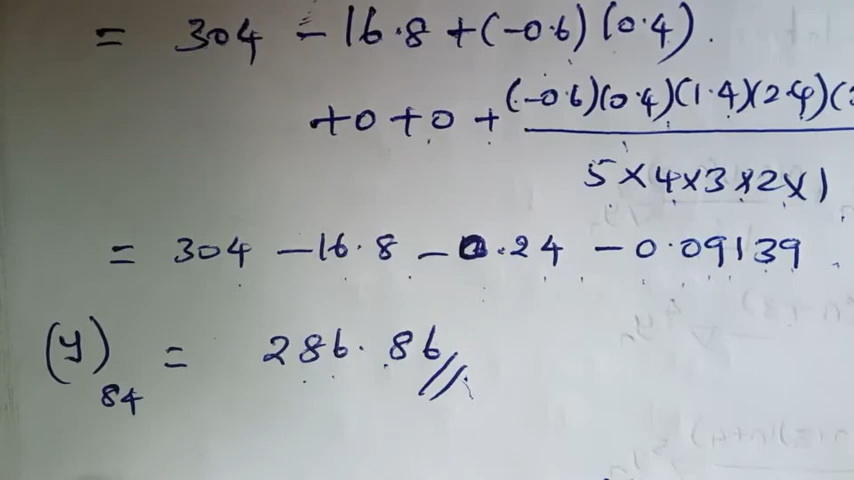 = 304 - 16.8 + (-0.6) (0.4).
+0 +0 + (-0.6)(0.4)(1.4)(2.4)(
5×4×3×2×1
= 304 - 16.8 - 0.24 - 0.09139
(y)84 = 286.86//